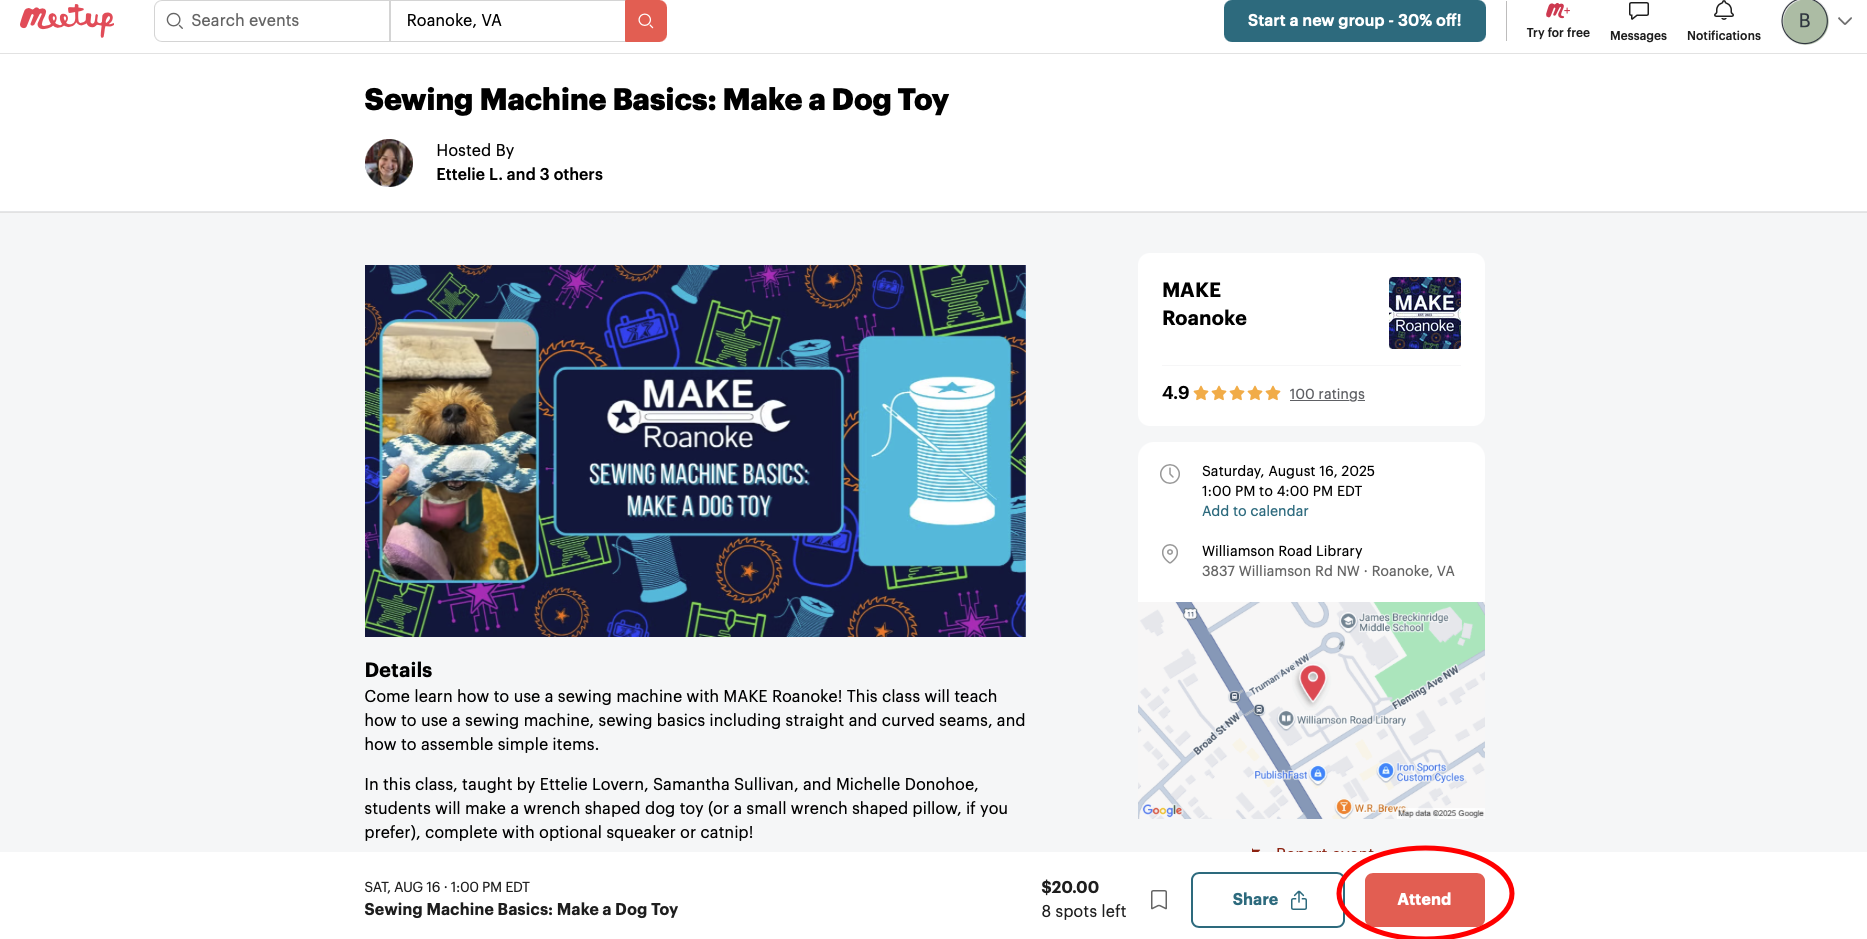 meetup
Search events
Roanoke, VA
Start a new group - 30% off!
m+
Try for free
Messages
Notifications
B
Sewing Machine Basics: Make a Dog Toy
Hosted By
Ettelie L. and 3 others
MAKE
Roanoke
SEWING MACHINE BASICS:
MAKE A DOG TOY
Details
Come learn how to use a sewing machine with MAKE Roanoke! This class will teach
how to use a sewing machine, sewing basics including straight and curved seams, and
how to assemble simple items.
In this class, taught by Ettelie Lovern, Samantha Sullivan, and Michelle Donohoe,
students will make a wrench shaped dog toy (or a small wrench shaped pillow, if you
prefer), complete with optional squeaker or catnip!
MAKE
Roanoke
MAKE
Roanoke
4.9
100 ratings
Saturday, August 16, 2025
1:00 PM to 4:00 PM EDT
Add to calendar
Williamson Road Library
3837 Williamson Rd NW · Roanoke, VA
11
James Breckinridge
Middle School
Truman Ave NW
Fleming Ave NW
Williamson Road Library
Broad St NW
PublishFast
Iron Sports
Custom Cycles
W.R. Brew
Google
Map data ©2025 Google
Report event
SAT, AUG 16 · 1:00 PM EDT
Sewing Machine Basics: Make a Dog Toy
$20.00
8 spots left
Share
Attend